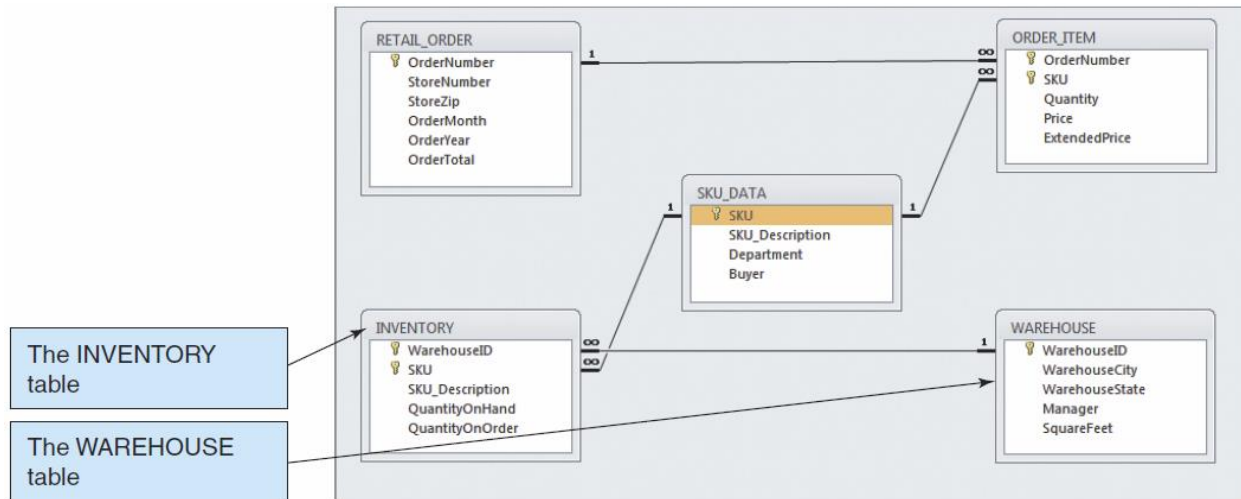 RETAIL_ORDER
OrderNumber
StoreNumber
StoreZip
OrderMonth
OrderYear
OrderTotal
1
∞
∞
ORDER_ITEM
OrderNumber
SKU
Quantity
Price
ExtendedPrice
SKU_DATA
1
1
SKU
SKU_Description
Department
Buyer
The INVENTORY
table
The WAREHOUSE
table
INVENTORY
WarehouseID
SKU
SKU_Description
QuantityOnHand
QuantityOnOrder
∞
∞
1
WAREHOUSE
WarehouseID
WarehouseCity
WarehouseState
Manager
SquareFeet